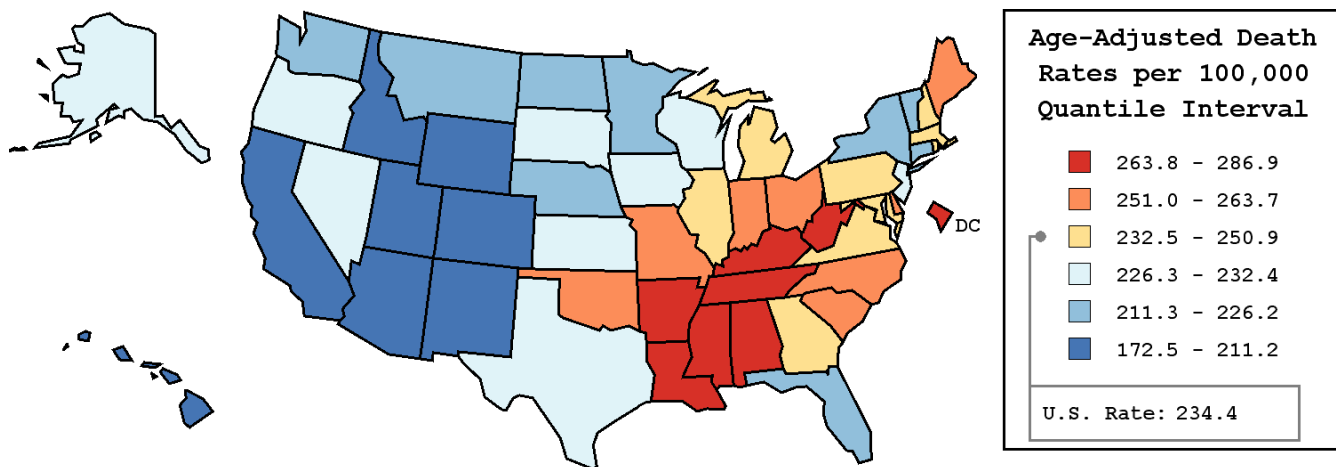 Age-Adjusted Death
Rates per 100,000
Quantile Interval
263.8 - 286.9
251.0 - 263.7
232.5 - 250.9
226.3 - 232.4
211.3 - 226.2
172.5 - 211.2
U.S. Rate: 234.4
DC